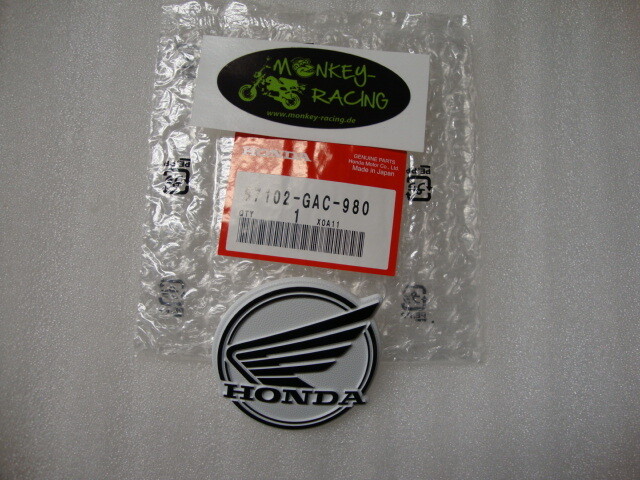 MONKEY-
RACING
www.monkey-racing.de
HONDA
GENUINE PARTS
Honda Motor Co., Ltd.
Made in Japan
57102-GAC-980
QTY
1
X0A11
HONDA